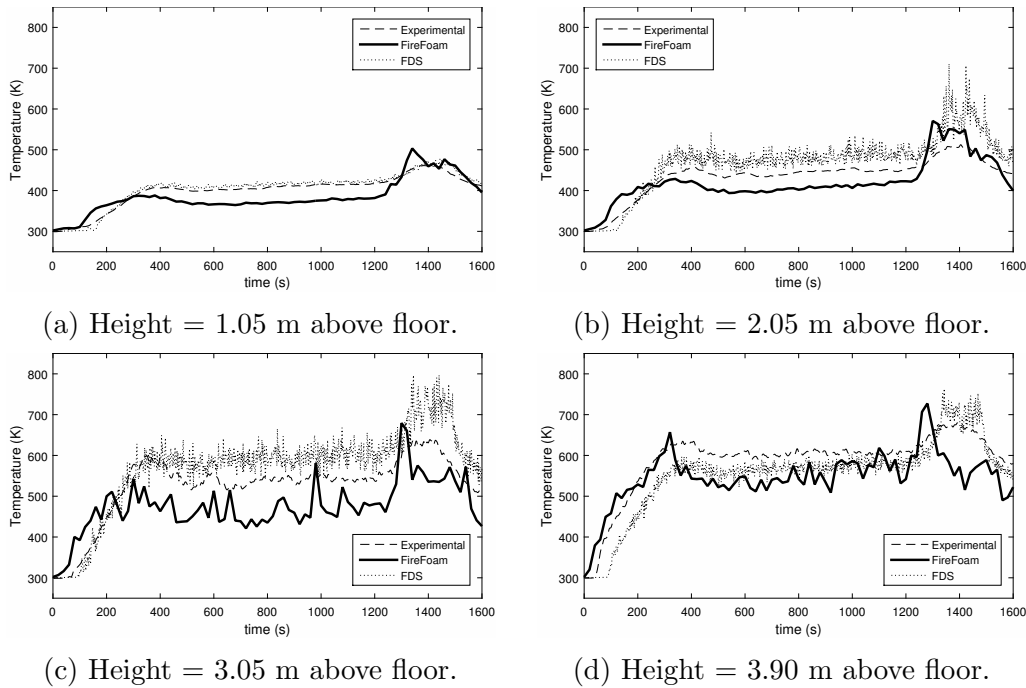 800
700
600
500
400
300
Temperature (K)
Experimental
FireFoam
FDS
0 200 400 600 800 1000 1200 1400 1600
time (s)
(a) Height = 1.05 m above floor.
800
700
600
500
400
300
Temperature (K)
Experimental
FireFoam
FDS
0 200 400 600 800 1000 1200 1400 1600
time (s)
(b) Height = 2.05 m above floor.
800
700
600
500
400
300
Temperature (K)
Experimental
FireFoam
FDS
0 200 400 600 800 1000 1200 1400 1600
time (s)
(c) Height = 3.05 m above floor.
800
700
600
500
400
300
Temperature (K)
Experimental
FireFoam
FDS
0 200 400 600 800 1000 1200 1400 1600
time (s)
(d) Height = 3.90 m above floor.